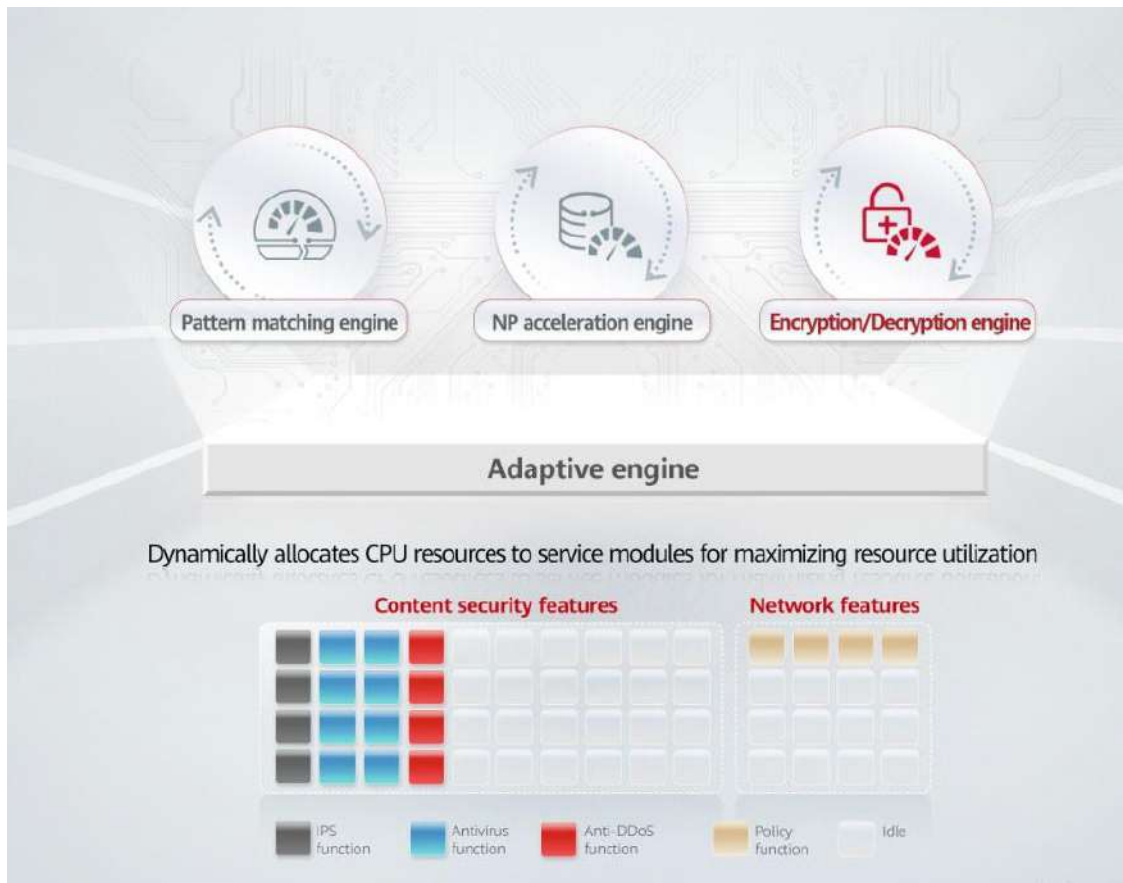 Pattern matching engine
NP acceleration engine
Encryption/Decryption engine
Adaptive engine
Dynamically allocates CPU resources to service modules for maximizing resource utilization
Content security features
Network features
IPS
function
Antivirus
function
Anti-DDoS
function
Policy
function
Idle